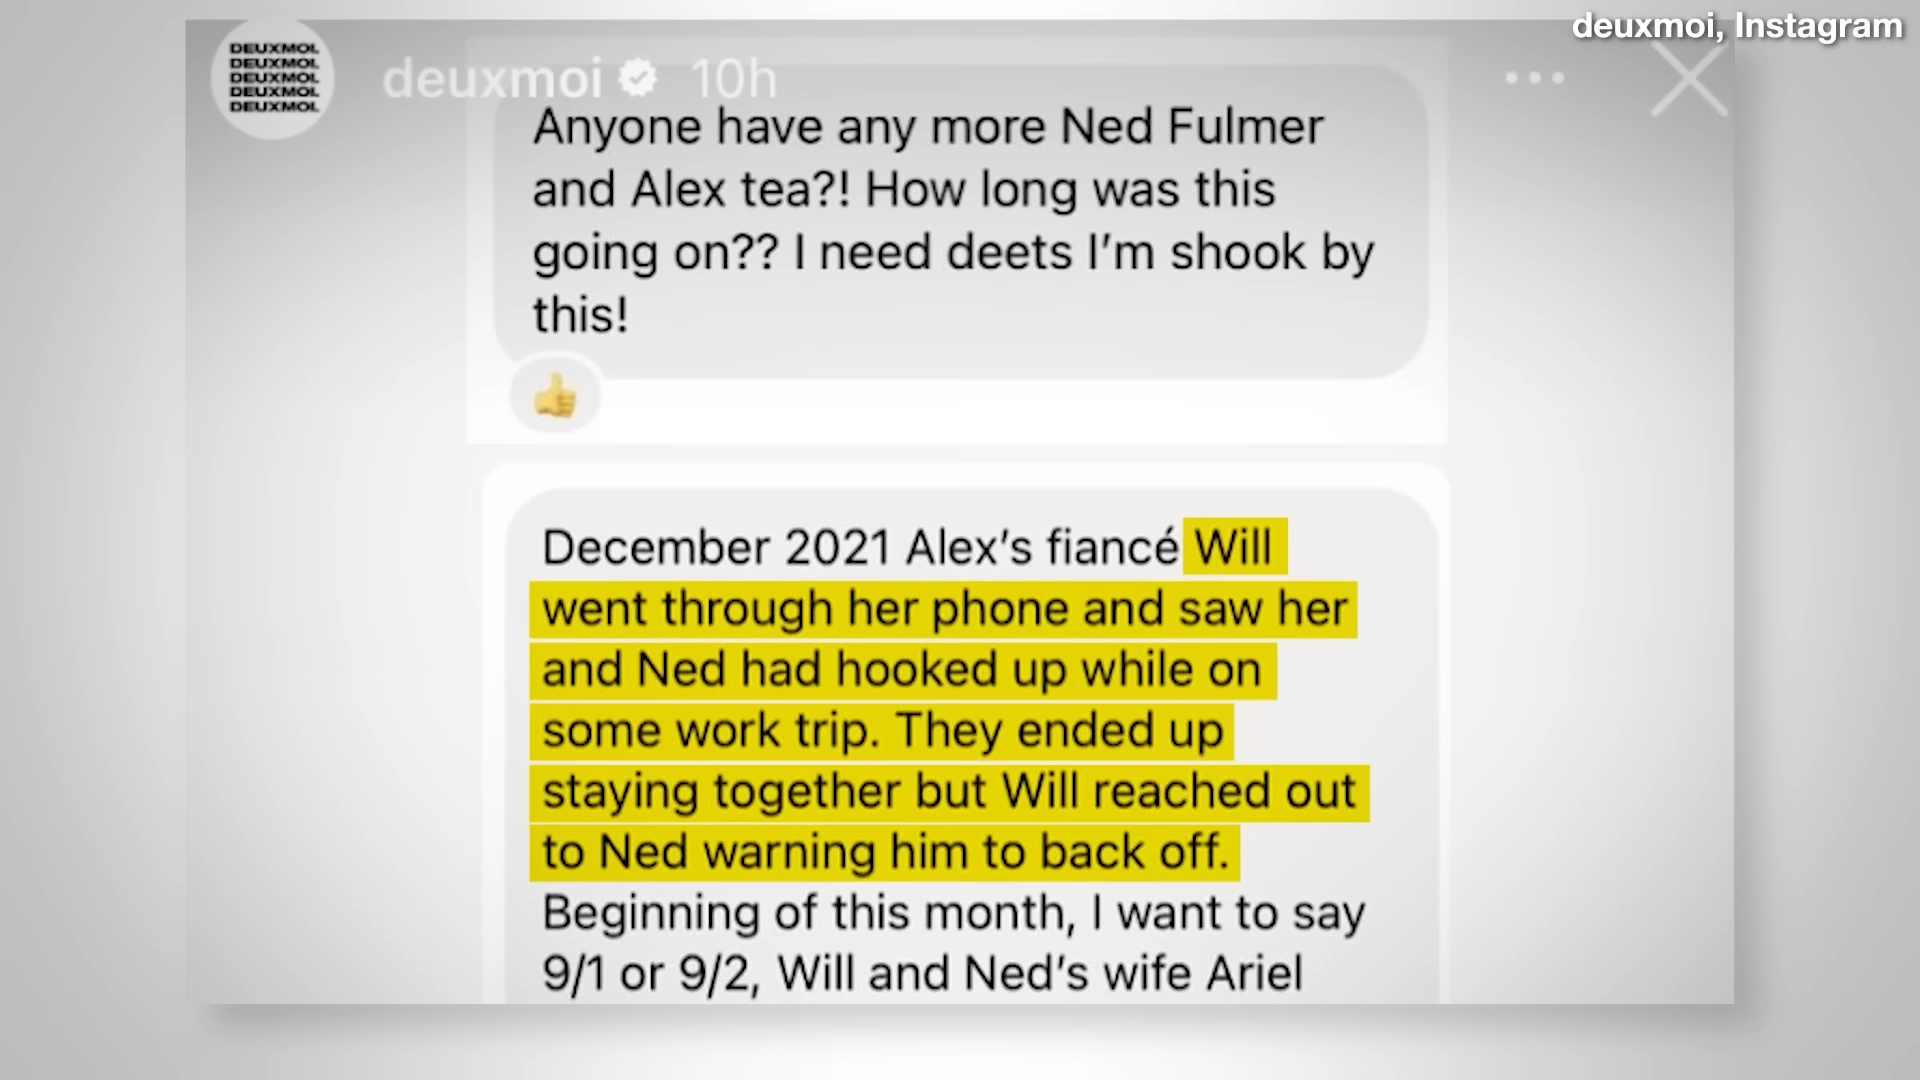 deuxmoi, Instagram
DEUXMOI.
DEUXMOI.
DEUXMOI.
DEUXMOI.
DEUXMOI.
deuxmoi 10h
Anyone have any more Ned Fulmer
and Alex tea?! How long was this
going on?? I need deets I’m shook by
this!
December 2021 Alex’s fiancé Will
went through her phone and saw her
and Ned had hooked up while on
some work trip. They ended up
staying together but Will reached out
to Ned warning him to back off.
Beginning of this month, I want to say
9/1 or 9/2, Will and Ned’s wife Ariel